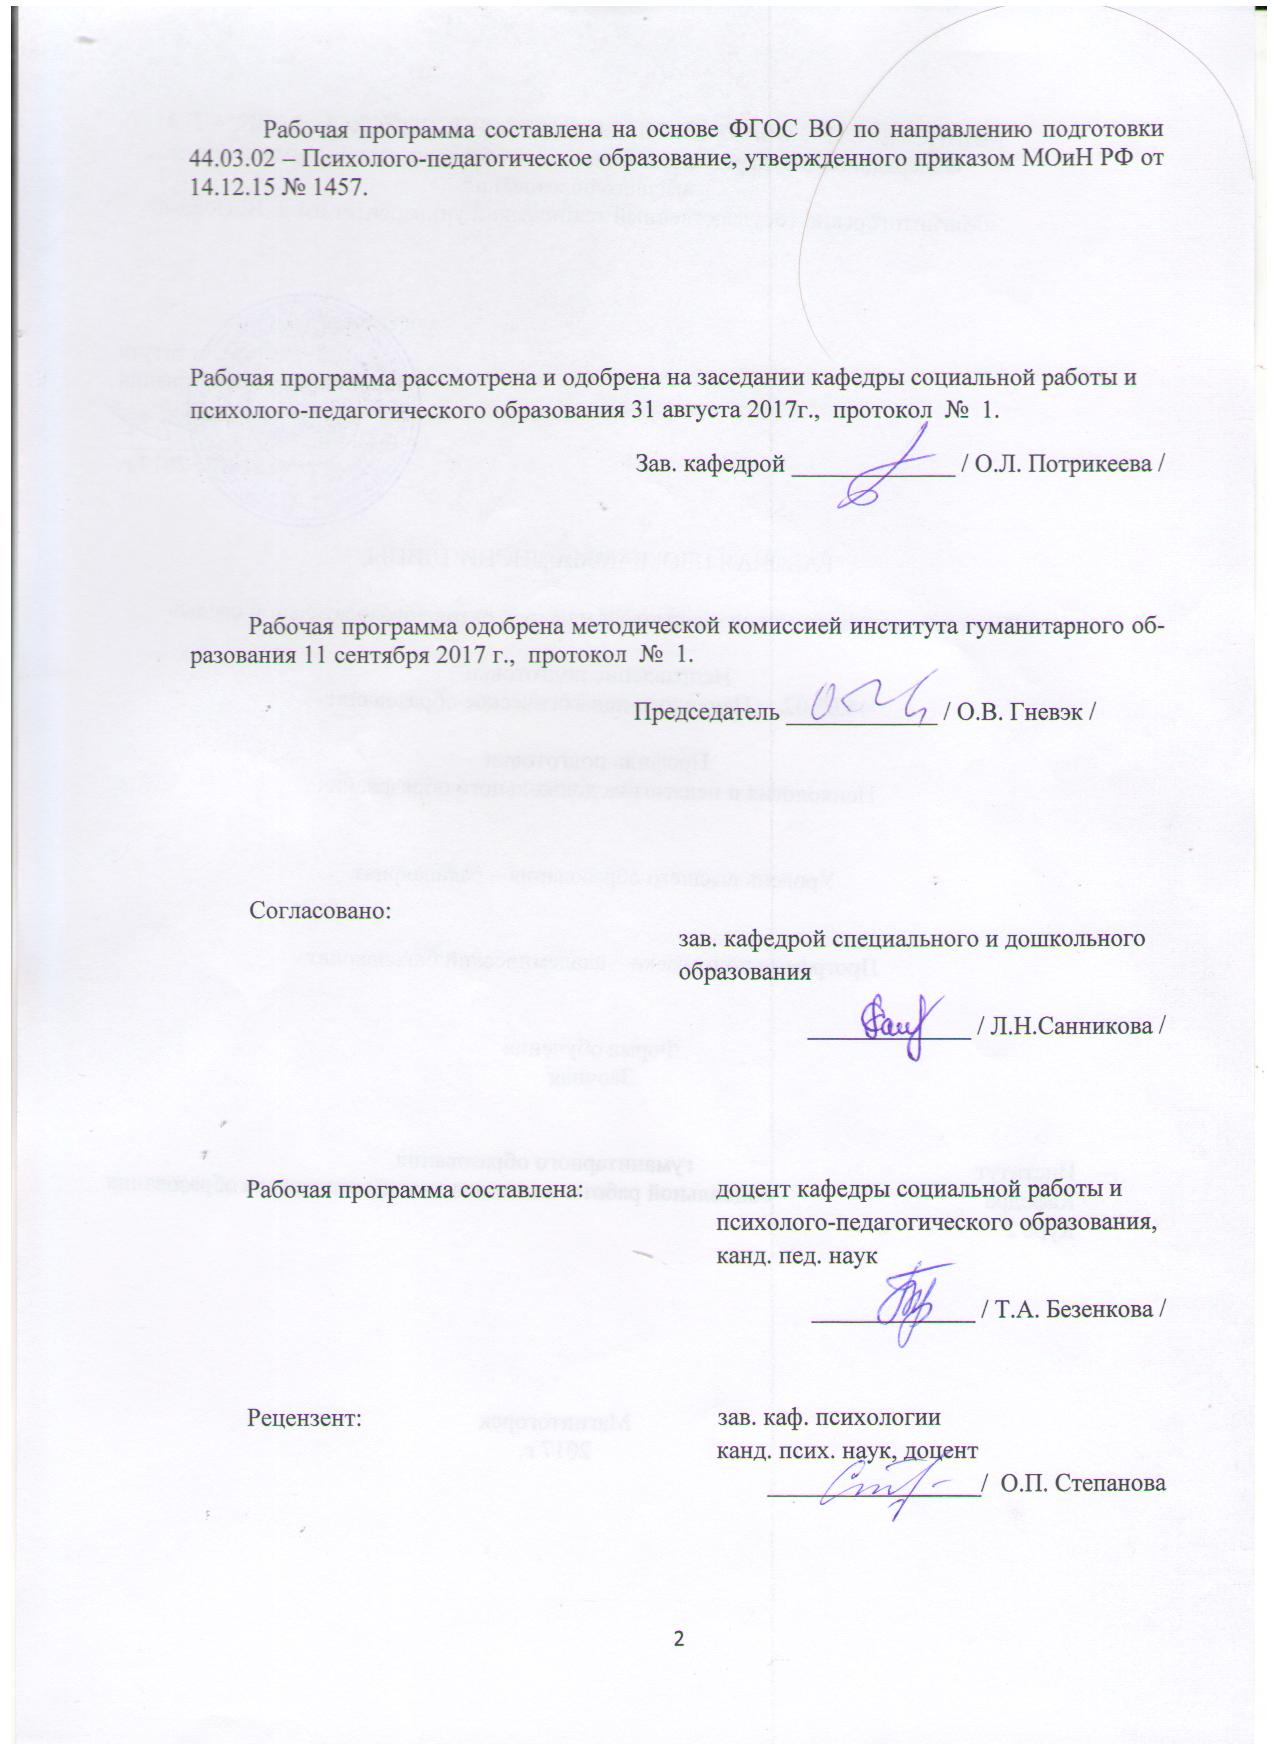 Рабочая программа составлена на основе ФГОС ВО по направлению подготовки
44.03.02 – Психолого-педагогическое образование, утвержденного приказом МОиН РФ от
14.12.15 № 1457.
Рабочая программа рассмотрена и одобрена на заседании кафедры социальной работы и
психолого-педагогического образования 31 августа 2017г., протокол № 1.
Зав. кафедрой _____________ / О.Л. Потрикеева /
Рабочая программа одобрена методической комиссией института гуманитарного об-
разования 11 сентября 2017 г., протокол № 1.
Председатель ____________ / О.В. Гневэк /
Согласовано:
зав. кафедрой специального и дошкольного
образования
_____________ / Л.Н.Санникова /
Рабочая программа составлена: доцент кафедры социальной работы и
психолого-педагогического образования,
канд. пед. наук
_____________ / Т.А. Безенкова /
Рецензент: зав. каф. психологии
канд. псих. наук, доцент
_________________/ О.П. Степанова
2